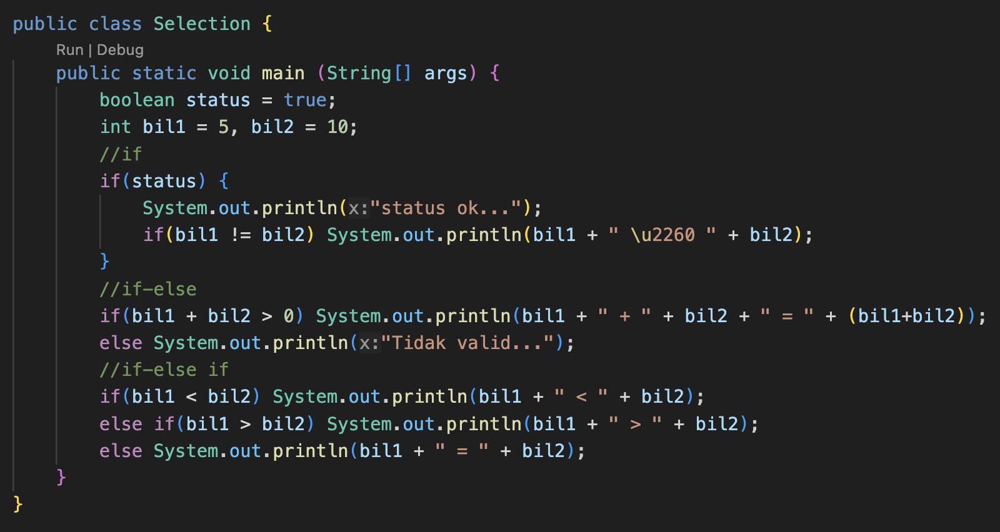 public class Selection {
Run | Debug
public static void main (String[] args) {
boolean status = true;
int bil1 = 5, bil2 = 10;
//if
if(status) {
System.out.println(x:"status ok...");
if(bil1 != bil2) System.out.println(bil1 + " \u2260 " + bil2);
}
//if-else
if(bil1 + bil2 > 0) System.out.println(bil1 + " + " + bil2 + " = " + (bil1+bil2));
else System.out.println(x:"Tidak valid...");
//if-else if
if(bil1 < bil2) System.out.println(bil1 + " < " + bil2);
else if(bil1 > bil2) System.out.println(bil1 + " > " + bil2);
else System.out.println(bil1 + " = " + bil2);
}
}